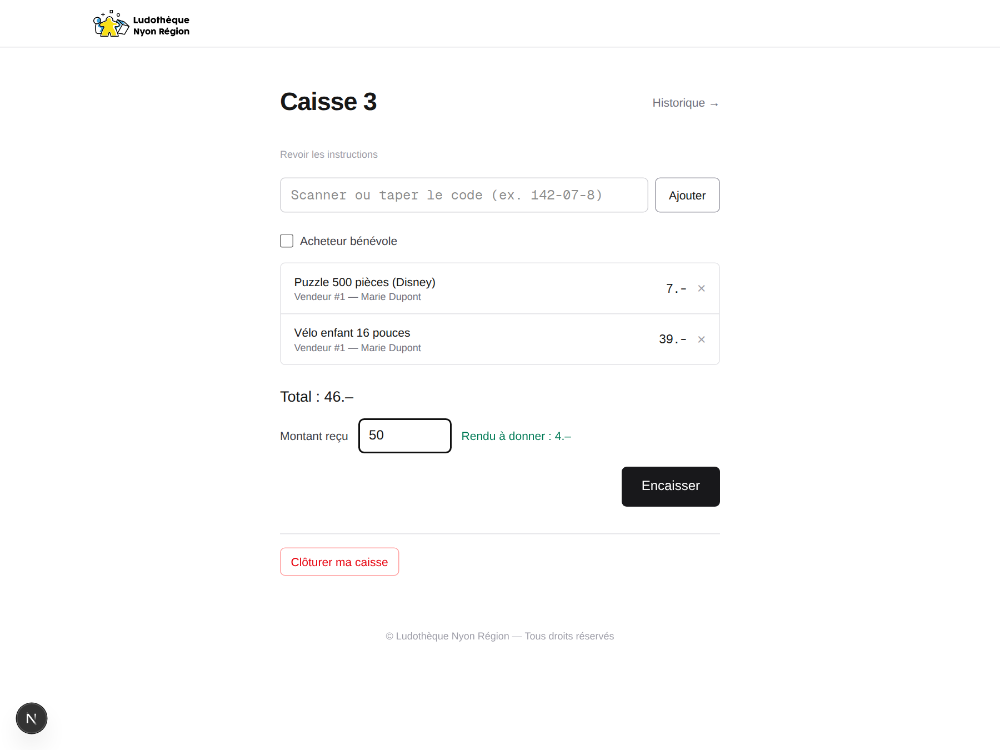 Ludothèque
Nyon Région
Caisse 3
Historique →
Revoir les instructions
Scanner ou taper le code (ex. 142-07-8)
Ajouter
Acheteur bénévole
Puzzle 500 pièces (Disney)
Vendeur #1 — Marie Dupont
7.– ×
Vélo enfant 16 pouces
Vendeur #1 — Marie Dupont
39.– ×
Total : 46.–
Montant reçu 50 Rendu à donner : 4.–
Encaisser
Clôturer ma caisse
© Ludothèque Nyon Région — Tous droits réservés
N